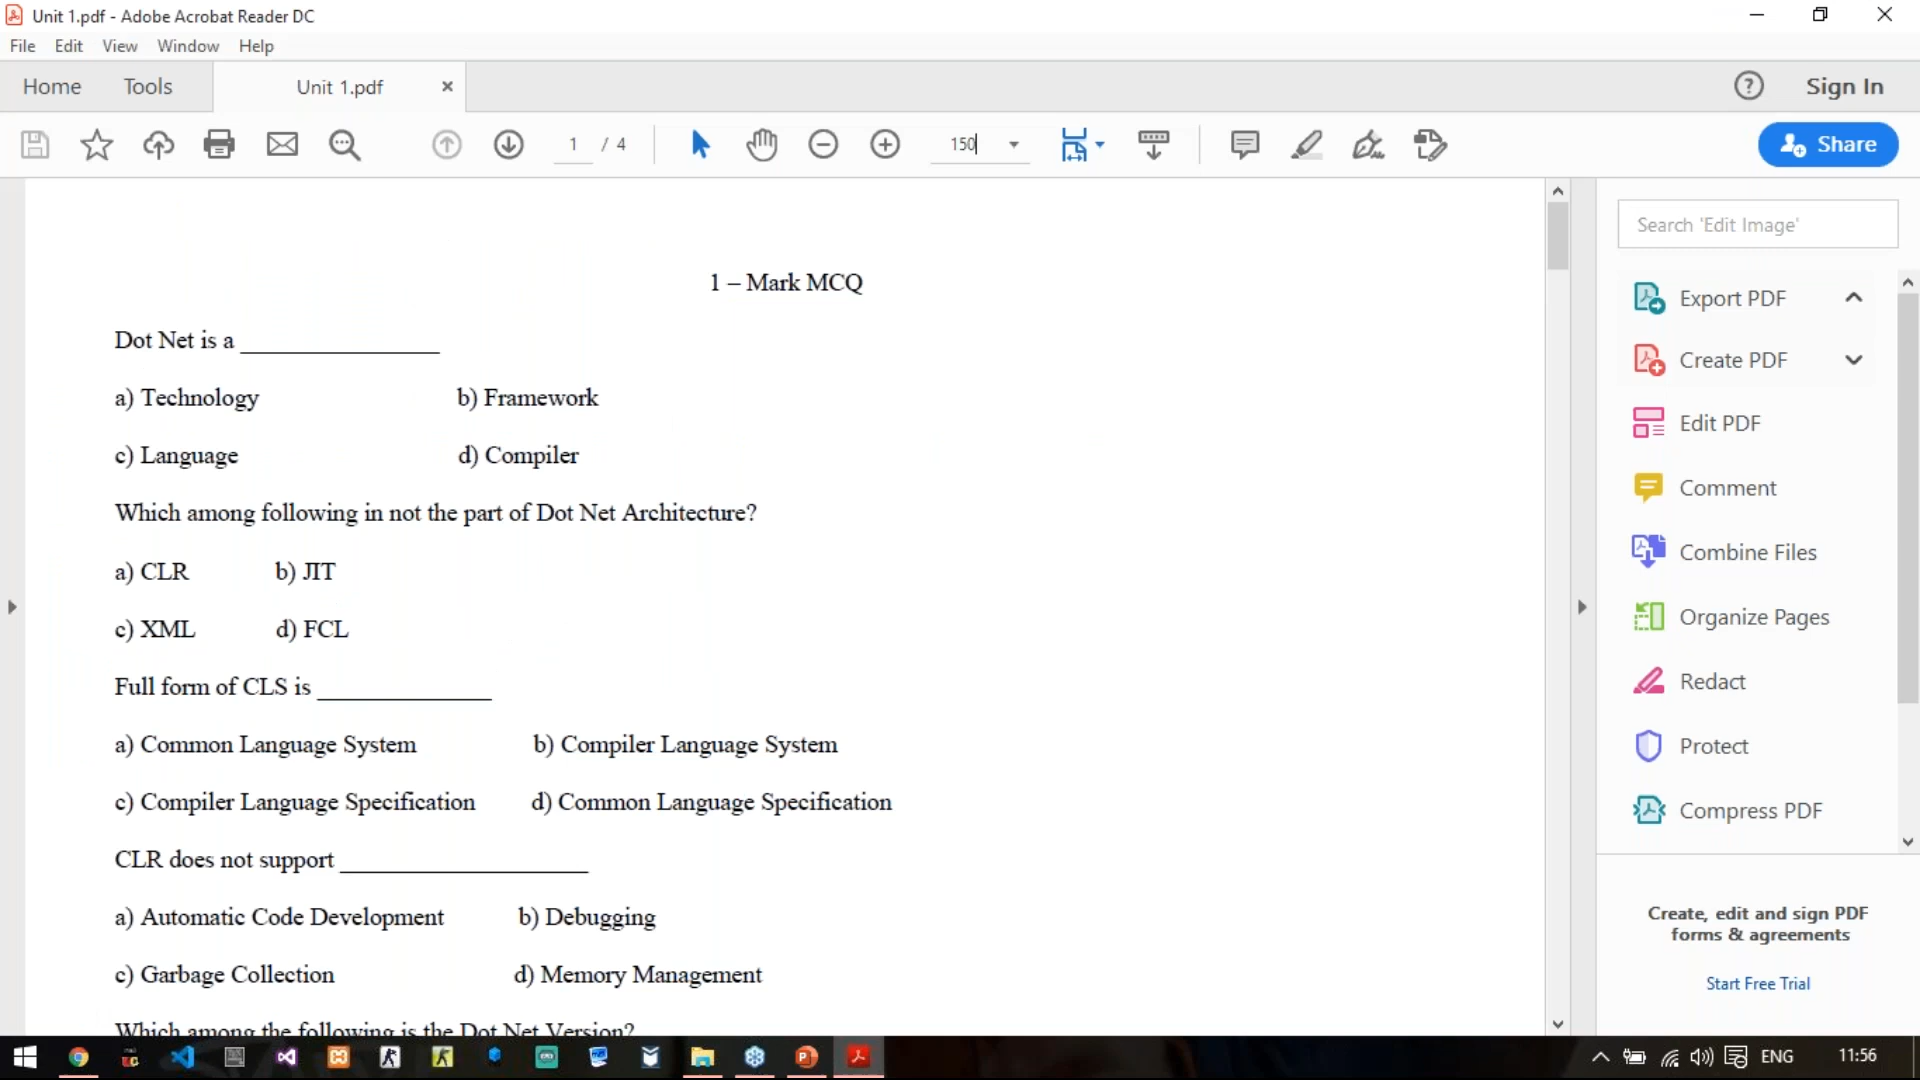 Unit 1.pdf - Adobe Acrobat Reader DC
File Edit View Window Help
Home Tools Unit 1.pdf Sign In
1 / 4 150 Share
Search 'Edit Image'
1 – Mark MCQ
Dot Net is a ________________
a) Technology b) Framework
c) Language d) Compiler
Which among following in not the part of Dot Net Architecture?
a) CLR b) JIT
c) XML d) FCL
Full form of CLS is ______________
a) Common Language System b) Compiler Language System
c) Compiler Language Specification d) Common Language Specification
CLR does not support ____________________
a) Automatic Code Development b) Debugging
c) Garbage Collection d) Memory Management
Which among the following is the Dot Net Version?
Export PDF
Create PDF
Edit PDF
Comment
Combine Files
Organize Pages
Redact
Protect
Compress PDF
Create, edit and sign PDF
forms & agreements
Start Free Trial
ENG 11:56